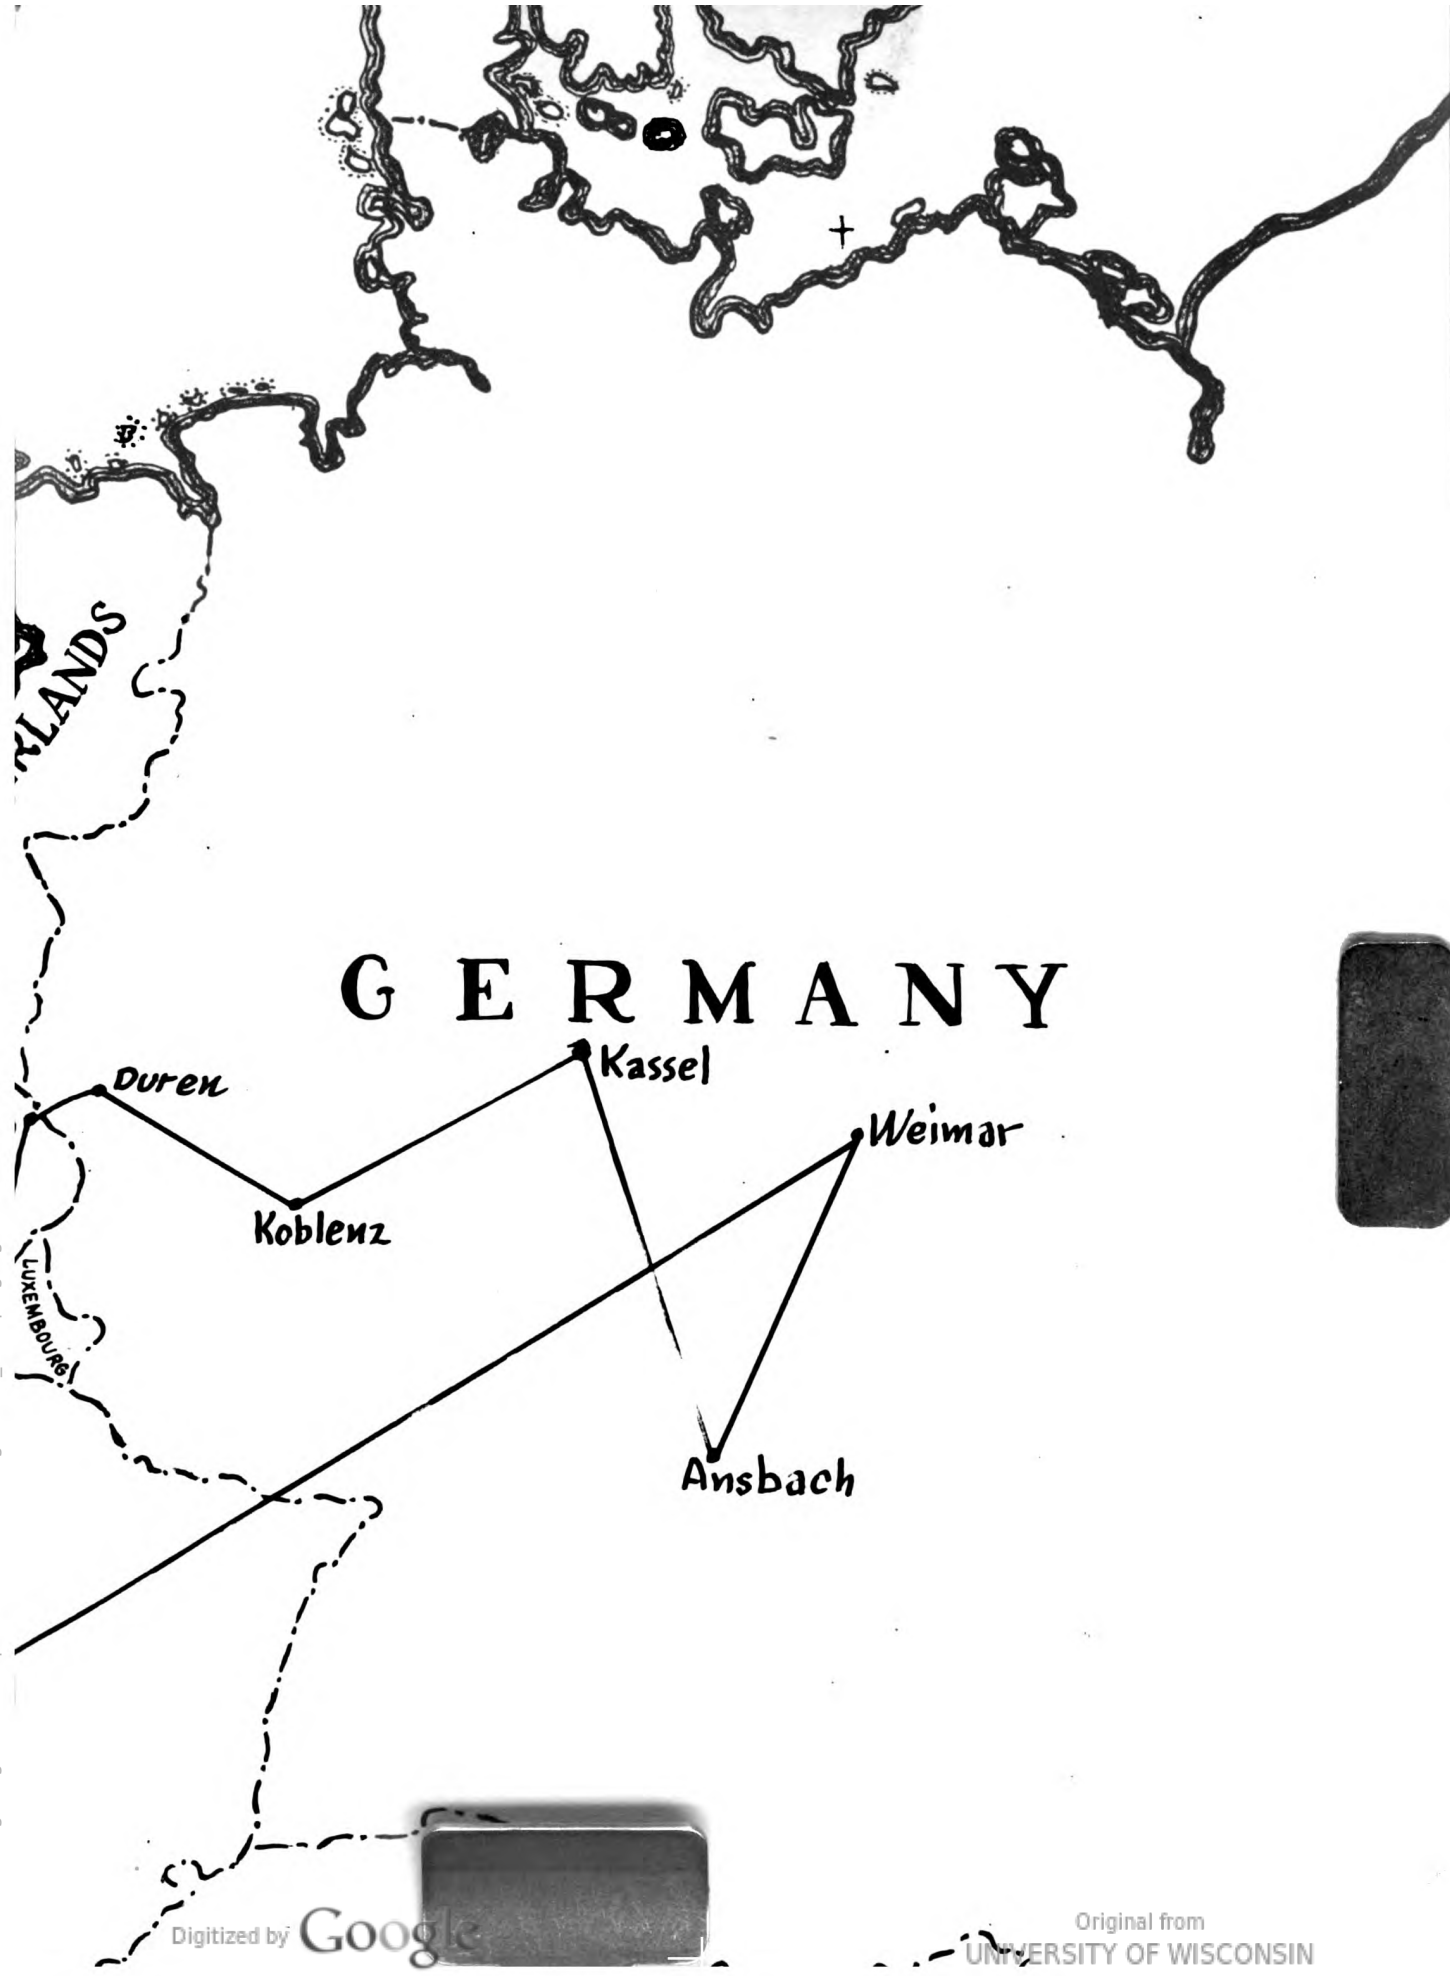 RLANDS
GERMANY
Kassel
Duren
Weimar
Koblenz
LUXEMBOURG
Ansbach
Digitized by Google
Original from
UNIVERSITY OF WISCONSIN